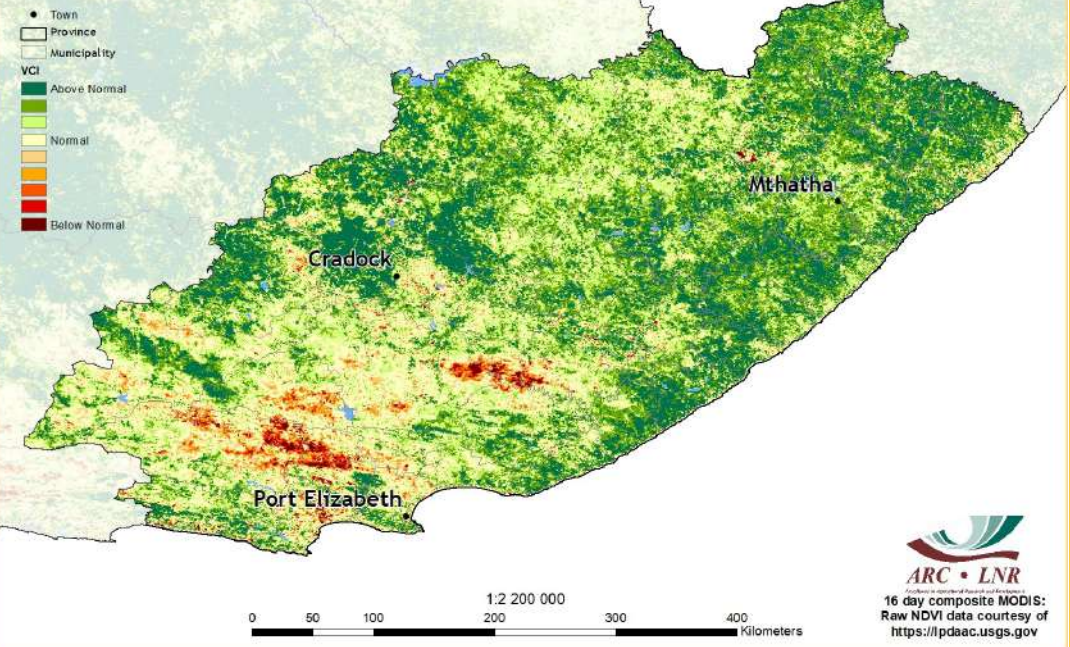 Town
Province
Municipality
VCI
Above Normal
Normal
Below Normal
Mthatha
Cradock
Port Elizabeth
1:2 200 000
0 50 100 200 300 400
Kilometers
ARC • LNR
16 day composite MODIS:
Raw NDVI data courtesy of
https://lpdaac.usgs.gov